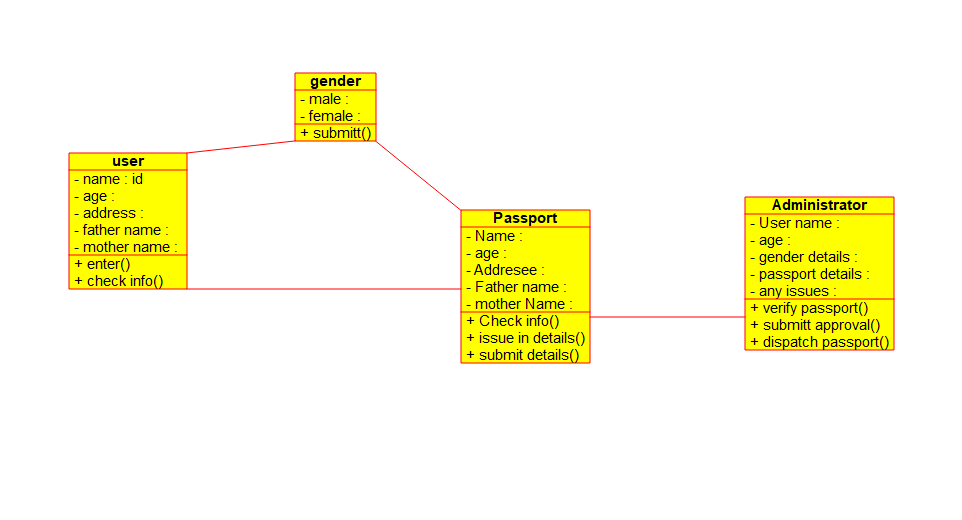 gender
- male :
- female :
+ submitt()
user
- name : id
- age :
- address :
- father name :
- mother name :
+ enter()
+ check info()
Passport
- Name :
- age :
- Addresee :
- Father name :
- mother Name :
+ Check info()
+ issue in details()
+ submit details()
Administrator
- User name :
- age :
- gender details :
- passport details :
- any issues :
+ verify passport()
+ submitt approval()
+ dispatch passport()